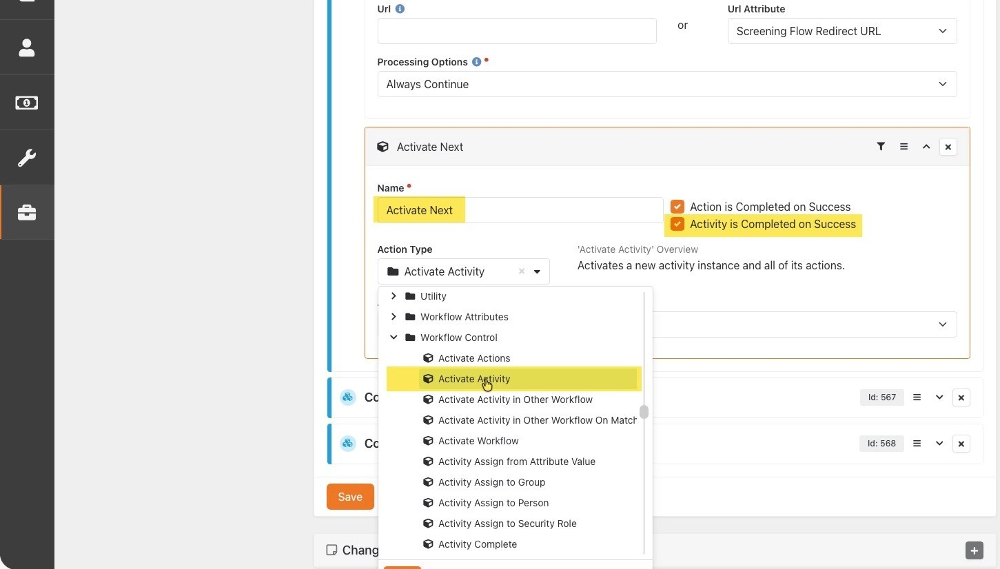 Url
Url Attribute
or
Screening Flow Redirect URL
Processing Options
Always Continue
Activate Next
Name
Activate Next
Action is Completed on Success
Activity is Completed on Success
Action Type
'Activate Activity' Overview
Activate Activity
Activates a new activity instance and all of its actions.
Utility
Workflow Attributes
Workflow Control
Activate Actions
Activate Activity
Activate Activity in Other Workflow
Co
Id: 567
Activate Activity in Other Workflow On Match
Activate Workflow
Co
Id: 568
Activity Assign from Attribute Value
Activity Assign to Group
Save
Activity Assign to Person
Activity Assign to Security Role
Activity Complete
Chang